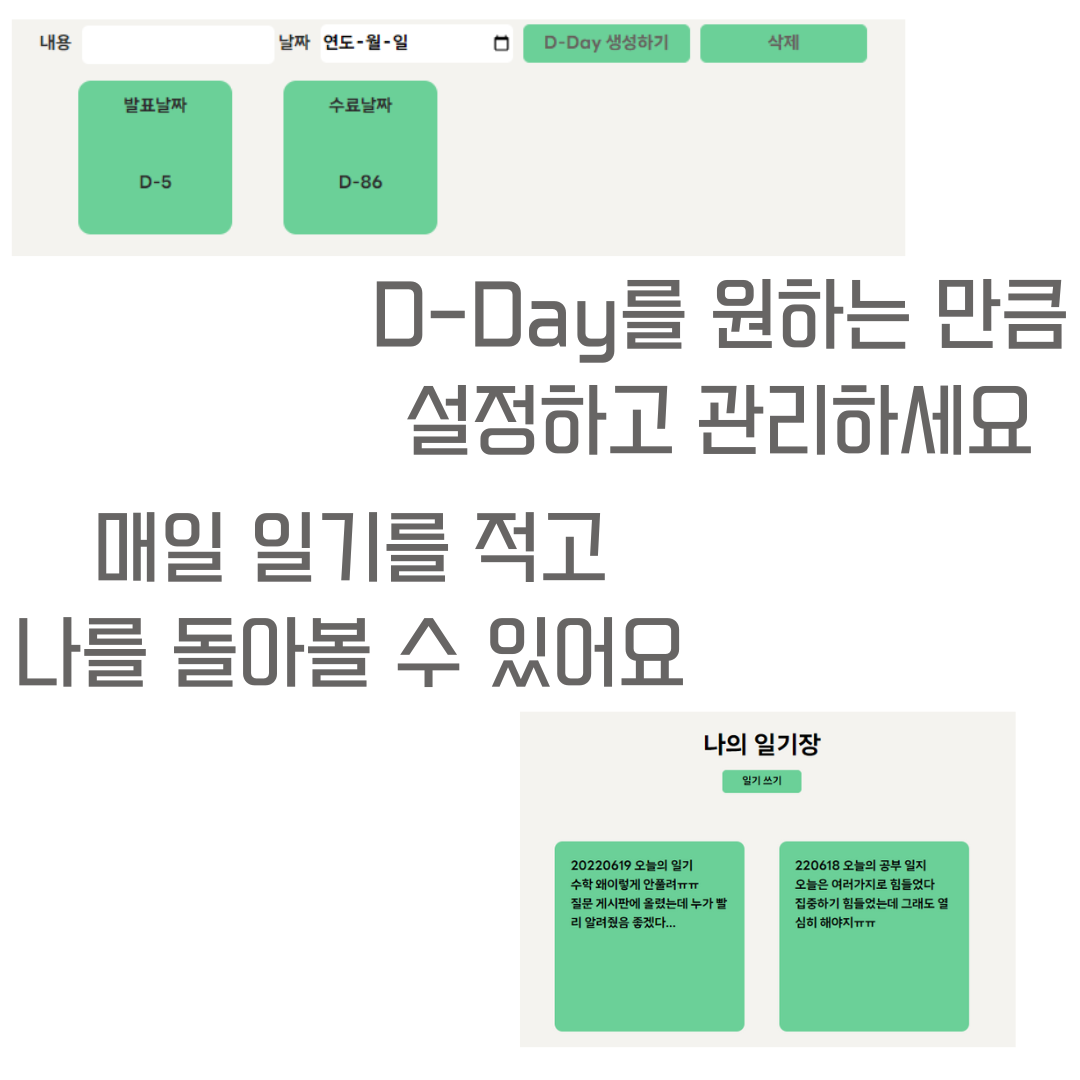 내용 날짜 연도-월-일 D-Day 생성하기 삭제
발표날짜 수료날짜
D-5 D-86
D-Day를 원하는 만큼
설정하고 관리하세요
매일 일기를 적고
나를 돌아볼 수 있어요
나의 일기장
일기 쓰기
20220619 오늘의 일기
수학 왜이렇게 안풀려ㅠㅠ
질문 게시판에 올렸는데 누가 빨
리 알려줬음 좋겠다...
220618 오늘의 공부 일지
오늘은 여러가지로 힘들었다
집중하기 힘들었는데 그래도 열
심히 해야지ㅠㅠ